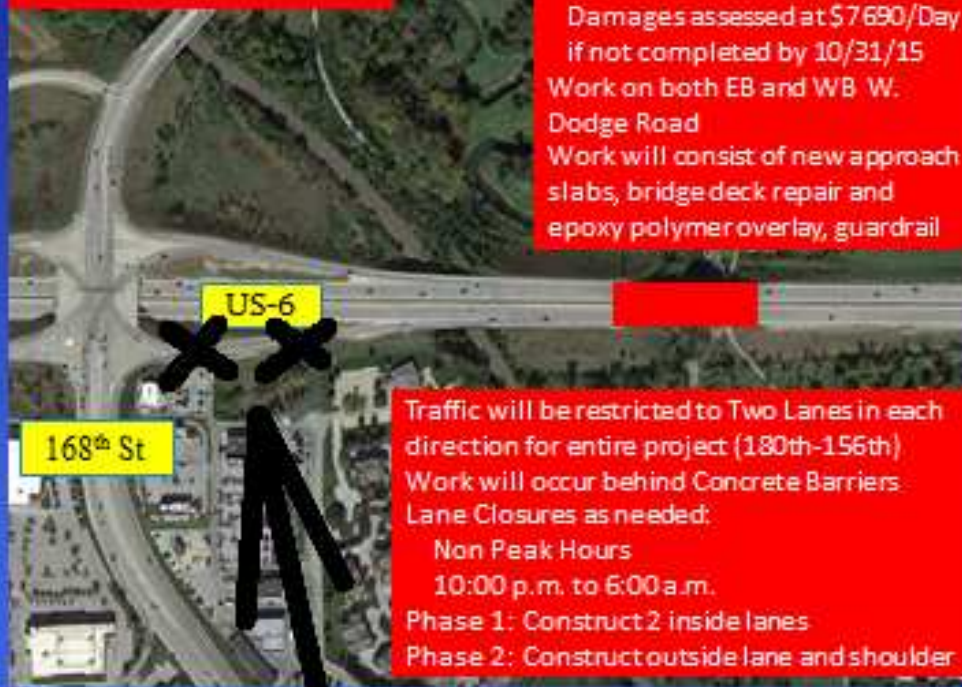 Damages assessed at $7690/Day
if not completed by 10/31/15
Work on both EB and WB W.
Dodge Road
Work will consist of new approach
slabs, bridge deck repair and
epoxy polymer overlay, guardrail
US-6
168th St
Traffic will be restricted to Two Lanes in each
direction for entire project (180th-156th)
Work will occur behind Concrete Barriers
Lane Closures as needed:
Non Peak Hours
10:00 p.m. to 6:00 a.m.
Phase 1: Construct 2 inside lanes
Phase 2: Construct outside lane and shoulder